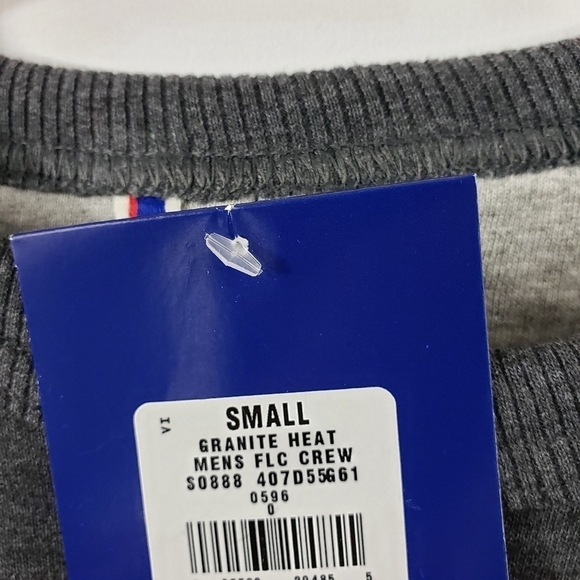 VI
SMALL
GRANITE HEAT
MENS FLC CREW
S0888 407D55G61
0596
0